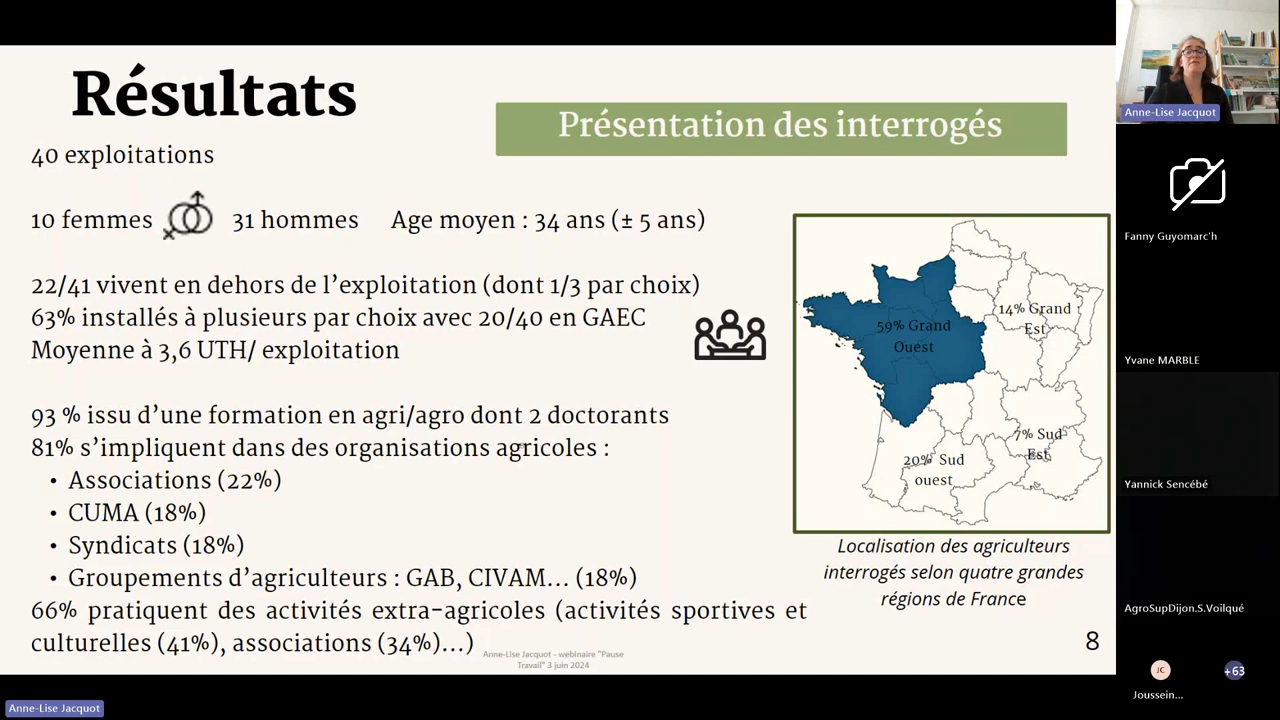 Résultats
Présentation des interrogés
40 exploitations
10 femmes 31 hommes Age moyen : 34 ans (± 5 ans)
22/41 vivent en dehors de l’exploitation (dont 1/3 par choix)
63% installés à plusieurs par choix avec 20/40 en GAEC
Moyenne à 3,6 UTH/ exploitation
93 % issu d’une formation en agri/agro dont 2 doctorants
81% s’impliquent dans des organisations agricoles :
• Associations (22%)
• CUMA (18%)
• Syndicats (18%)
• Groupements d’agriculteurs : GAB, CIVAM... (18%)
66% pratiquent des activités extra-agricoles (activités sportives et
culturelles (41%), associations (34%)...)
59% Grand
Ouest
14% Grand
Est
7% Sud
Est
20% Sud
ouest
Localisation des agriculteurs
interrogés selon quatre grandes
régions de France
Anne-Lise Jacquot - webinaire "Pause
Travail" 3 juin 2024
8
Anne-Lise Jacquot
Fanny Guyomarc'h
Yvane MARBLE
Yannick Sencébé
AgroSupDijon.S.Voilqué
JC
+63
Joussein...
Anne-Lise Jacquot